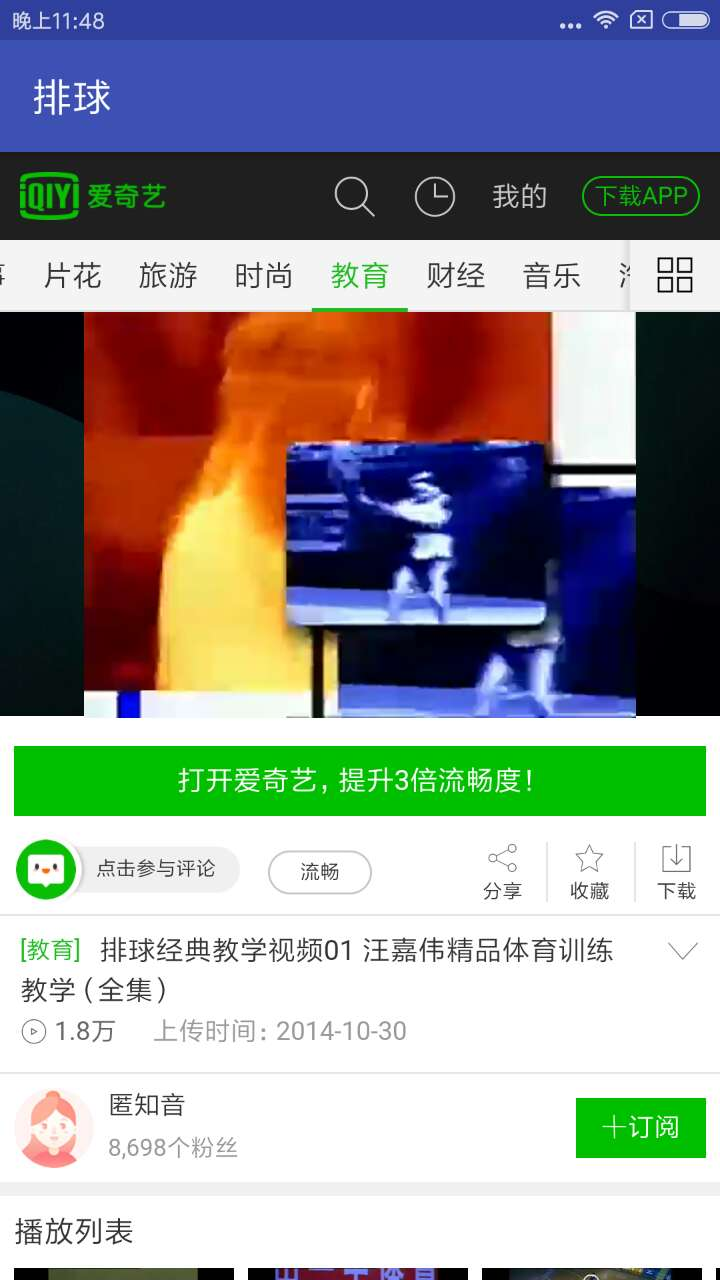 晚上11:48
排球
iQIYI 爱奇艺 我的 下载APP
片花 旅游 时尚 教育 财经 音乐
打开爱奇艺，提升3倍流畅度！
点击参与评论 流畅 分享 收藏 下载
[教育] 排球经典教学视频01 汪嘉伟精品体育训练
教学（全集）
1.8万 上传时间：2014-10-30
匿知音
8,698个粉丝
＋订阅
播放列表